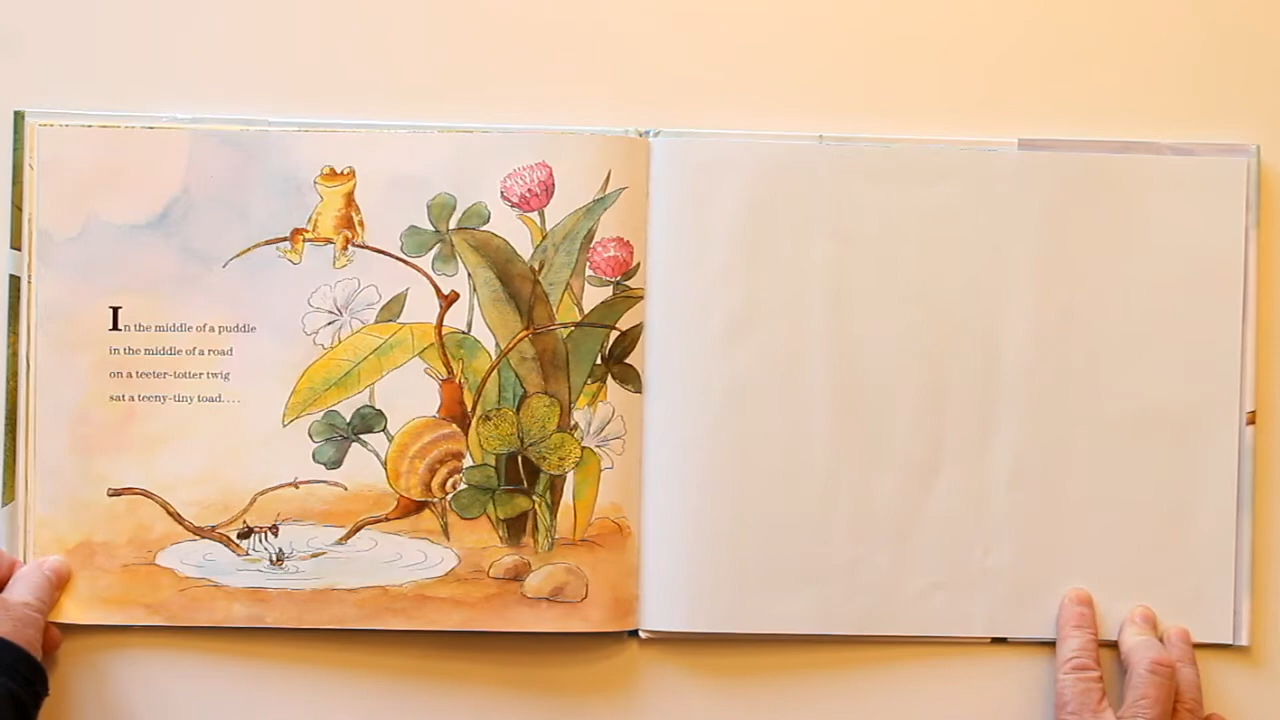 In the middle of a puddle
in the middle of a road
on a teeter-totter twig
sat a teeny-tiny toad....